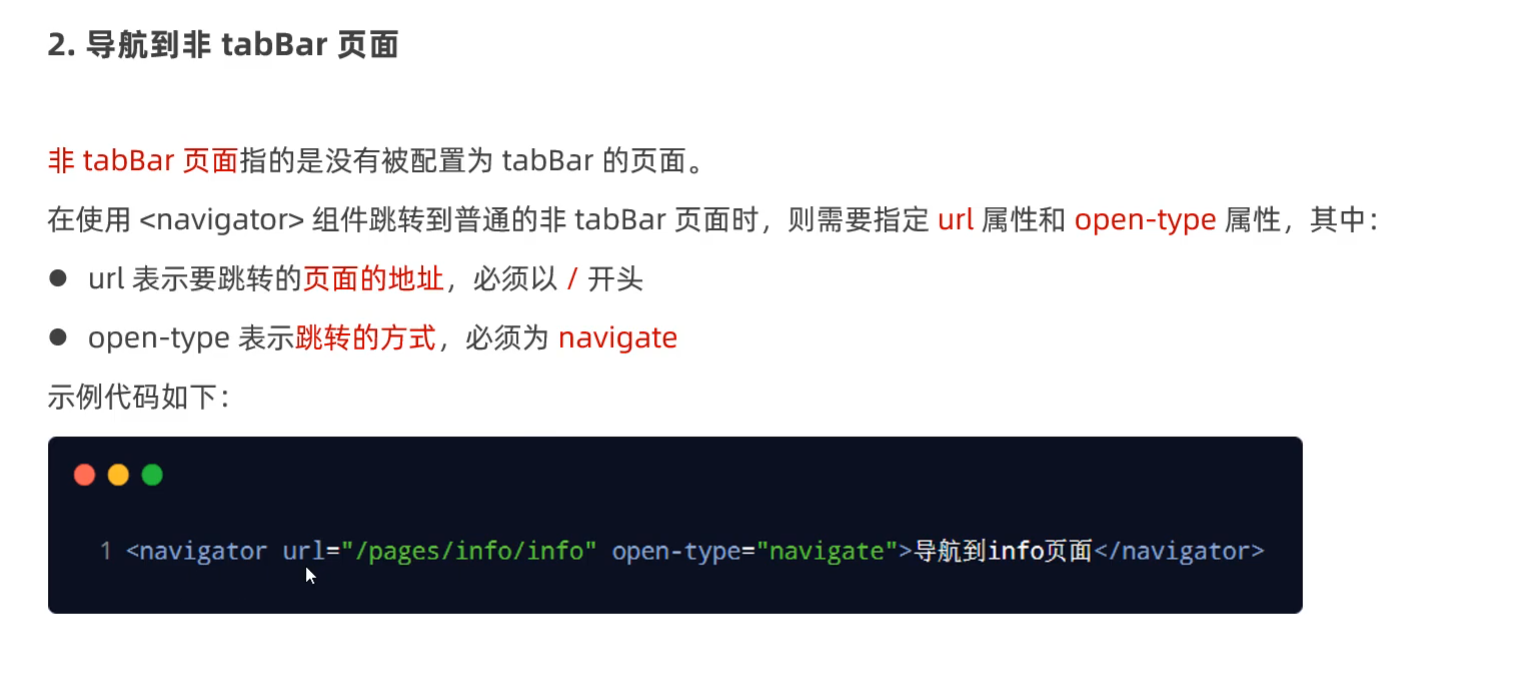 2. 导航到非 tabBar 页面
非 tabBar 页面指的是没有被配置为 tabBar 的页面。
在使用 <navigator> 组件跳转到普通的非 tabBar 页面时，则需要指定 url 属性和 open-type 属性，其中：
● url 表示要跳转的页面的地址，必须以 / 开头
● open-type 表示跳转的方式，必须为 navigate
示例代码如下：
1 <navigator url="/pages/info/info" open-type="navigate">导航到info页面</navigator>